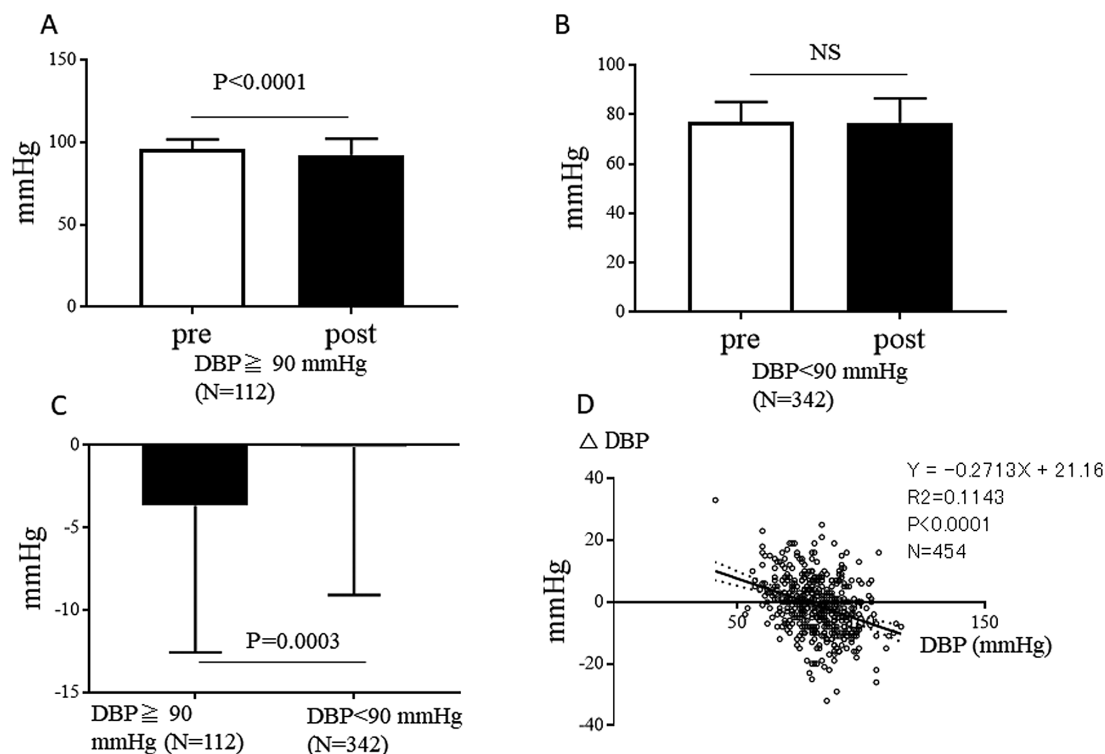 A
150
100
50
0
mmHg
P<0.0001
pre
post
DBP≧ 90 mmHg
(N=112)
B
100
80
60
40
20
0
mmHg
NS
pre
post
DBP<90 mmHg
(N=342)
C
0
-5
-10
-15
mmHg
P=0.0003
DBP≧ 90
mmHg (N=112)
DBP<90 mmHg
(N=342)
D
△ DBP
40
20
0
-20
-40
mmHg
Y = −0.2713X + 21.16
R2=0.1143
P<0.0001
N=454
50
150
DBP (mmHg)